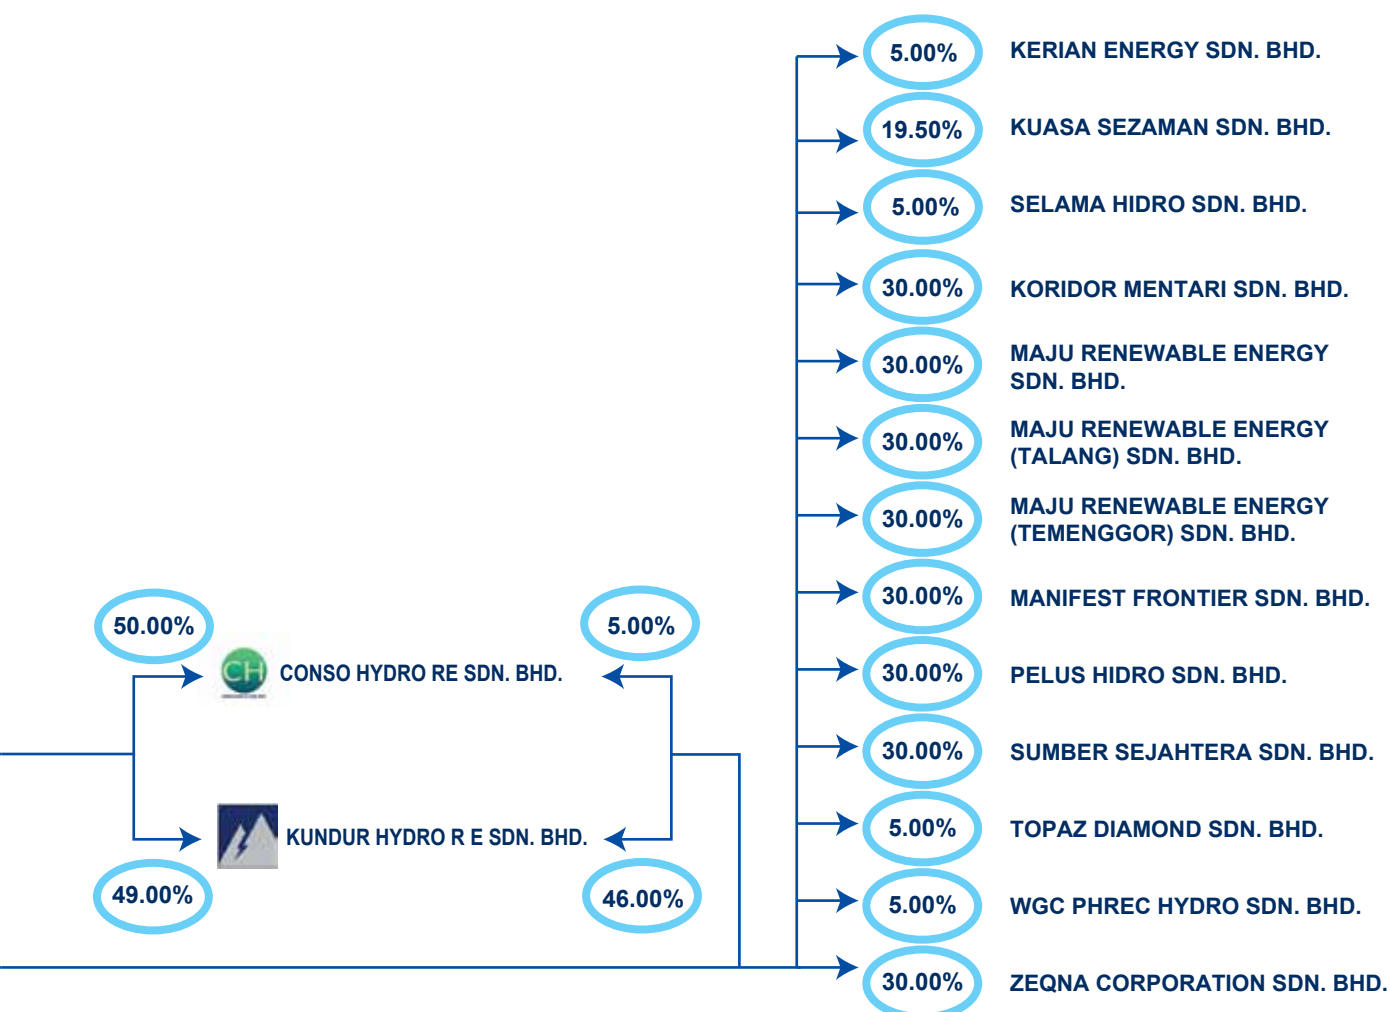 5.00% KERIAN ENERGY SDN. BHD.
19.50% KUASA SEZAMAN SDN. BHD.
5.00% SELAMA HIDRO SDN. BHD.
30.00% KORIDOR MENTARI SDN. BHD.
30.00% MAJU RENEWABLE ENERGY
SDN. BHD.
30.00% MAJU RENEWABLE ENERGY
(TALANG) SDN. BHD.
30.00% MAJU RENEWABLE ENERGY
(TEMENGGOR) SDN. BHD.
30.00% MANIFEST FRONTIER SDN. BHD.
30.00% PELUS HIDRO SDN. BHD.
30.00% SUMBER SEJAHTERA SDN. BHD.
5.00% TOPAZ DIAMOND SDN. BHD.
5.00% WGC PHREC HYDRO SDN. BHD.
30.00% ZEQNA CORPORATION SDN. BHD.
50.00% 5.00%
CH CONSO HYDRO RE SDN. BHD.
KUNDUR HYDRO R E SDN. BHD.
49.00% 46.00%